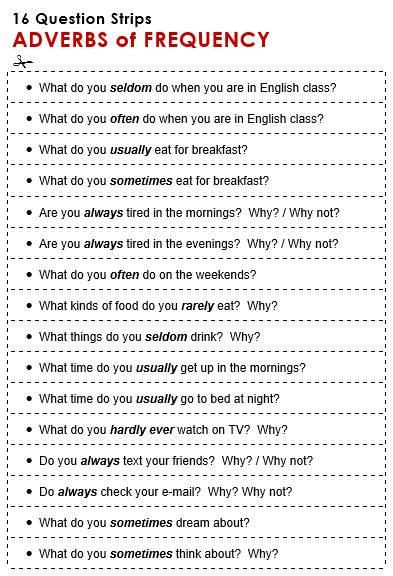 16 Question Strips
ADVERBS of FREQUENCY
• What do you seldom do when you are in English class?
• What do you often do when you are in English class?
• What do you usually eat for breakfast?
• What do you sometimes eat for breakfast?
• Are you always tired in the mornings? Why? / Why not?
• Are you always tired in the evenings? Why? / Why not?
• What do you often do on the weekends?
• What kinds of food do you rarely eat? Why?
• What things do you seldom drink? Why?
• What time do you usually get up in the mornings?
• What time do you usually go to bed at night?
• What do you hardly ever watch on TV? Why?
• Do you always text your friends? Why? / Why not?
• Do always check your e-mail? Why? Why not?
• What do you sometimes dream about?
• What do you sometimes think about? Why?